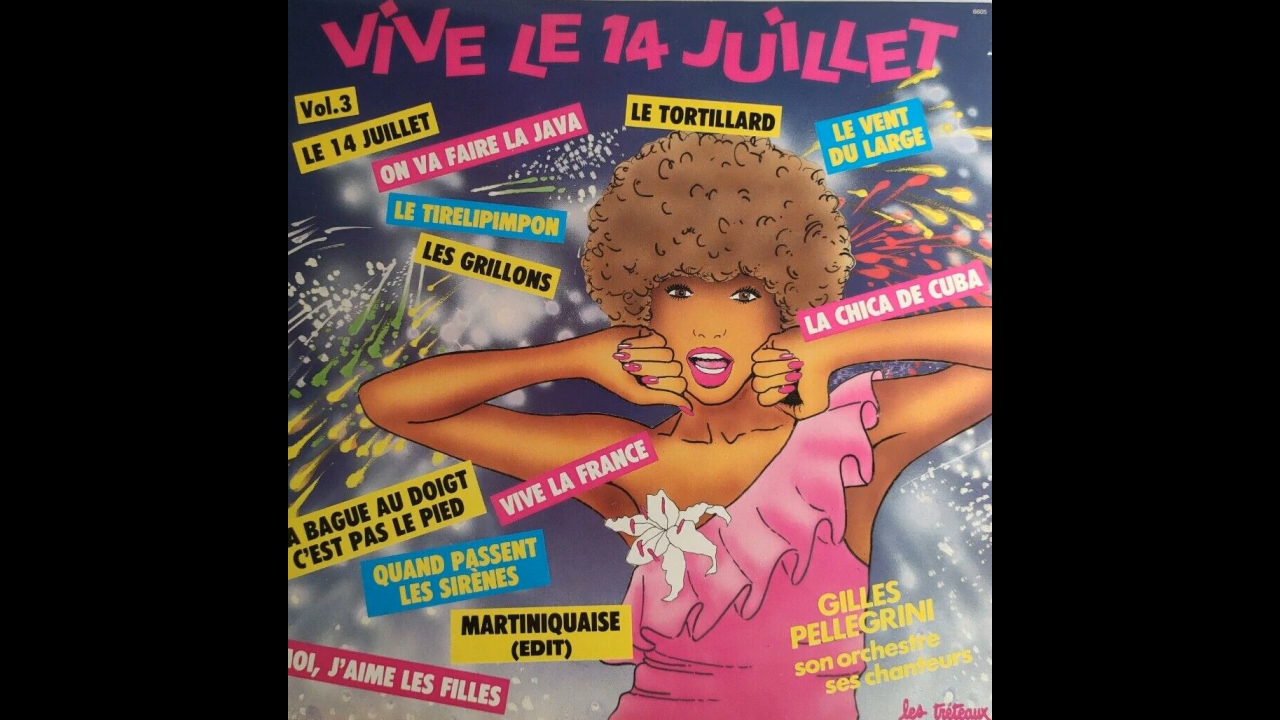 6605
VIVE LE 14 JUILLET
Vol.3
LE 14 JUILLET
ON VA FAIRE LA JAVA
LE TORTILLARD
LE VENT
DU LARGE
LE TIRELIPIMPON
LES GRILLONS
LA CHICA DE CUBA
VIVE LA FRANCE
A BAGUE AU DOIGT
C'EST PAS LE PIED
QUAND PASSENT
LES SIRÈNES
MARTINIQUAISE
(EDIT)
OI, J'AIME LES FILLES
GILLES
PELLEGRINI
son orchestre
ses chanteurs
les tréteaux